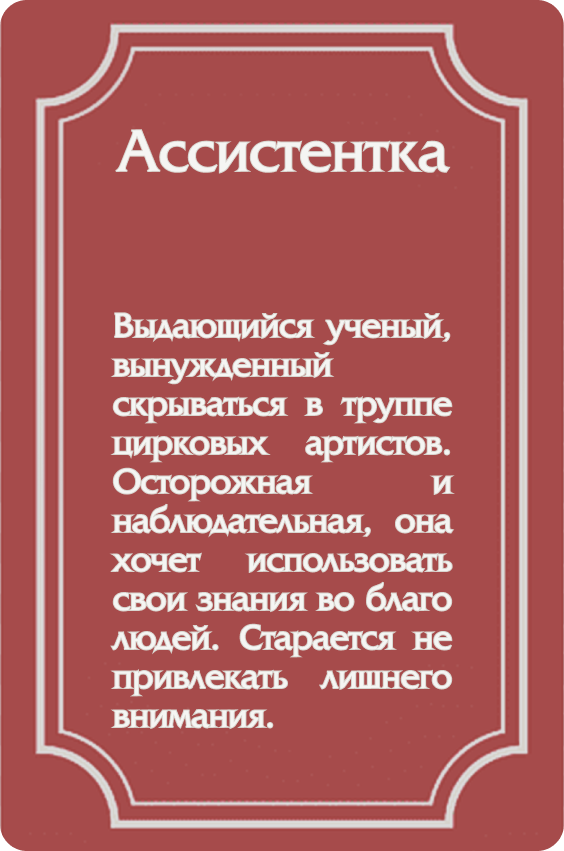 Ассистентка
Выдающийся ученый,
вынужденный
скрываться в труппе
цирковых артистов.
Осторожная и
наблюдательная, она
хочет использовать
свои знания во благо
людей. Старается не
привлекать лишнего
внимания.